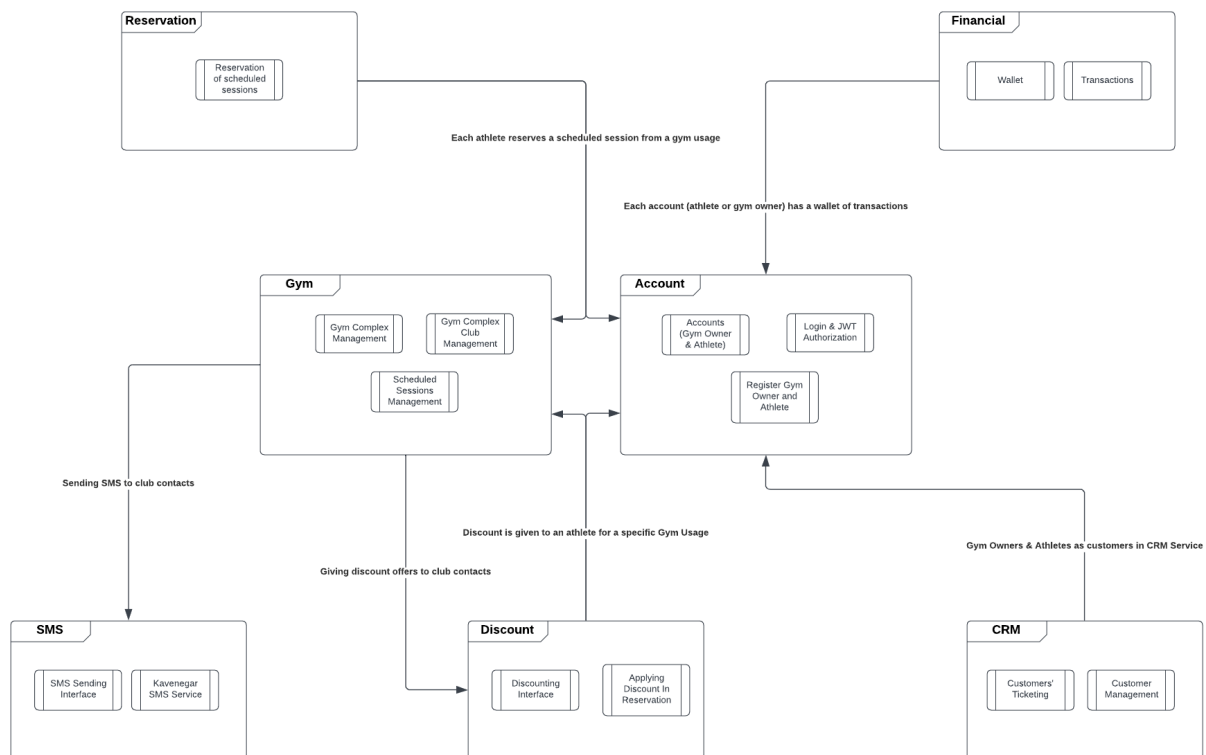 Reservation
Reservation
of scheduled
sessions
Financial
Wallet
Transactions
Each athlete reserves a scheduled session from a gym usage
Each account (athlete or gym owner) has a wallet of transactions
Gym
Gym Complex
Management
Gym Complex
Club
Management
Scheduled
Sessions
Management
Account
Accounts
(Gym Owner
& Athlete)
Login & JWT
Authorization
Register Gym
Owner and
Athlete
Sending SMS to club contacts
Discount is given to an athlete for a specific Gym Usage
Gym Owners & Athletes as customers in CRM Service
Giving discount offers to club contacts
SMS
SMS Sending
Interface
Kavenegar
SMS Service
Discount
Discounting
Interface
Applying
Discount In
Reservation
CRM
Customers'
Ticketing
Customer
Management